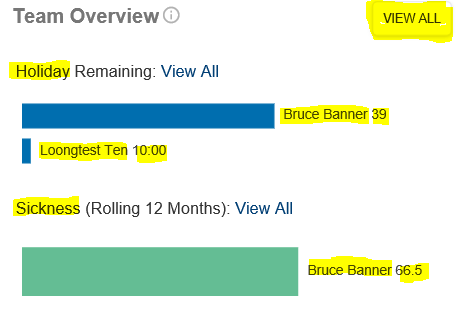 Team Overview
VIEW ALL
Holiday Remaining: View All
Bruce Banner 39
Loongtest Ten 10:00
Sickness (Rolling 12 Months): View All
Bruce Banner 66.5